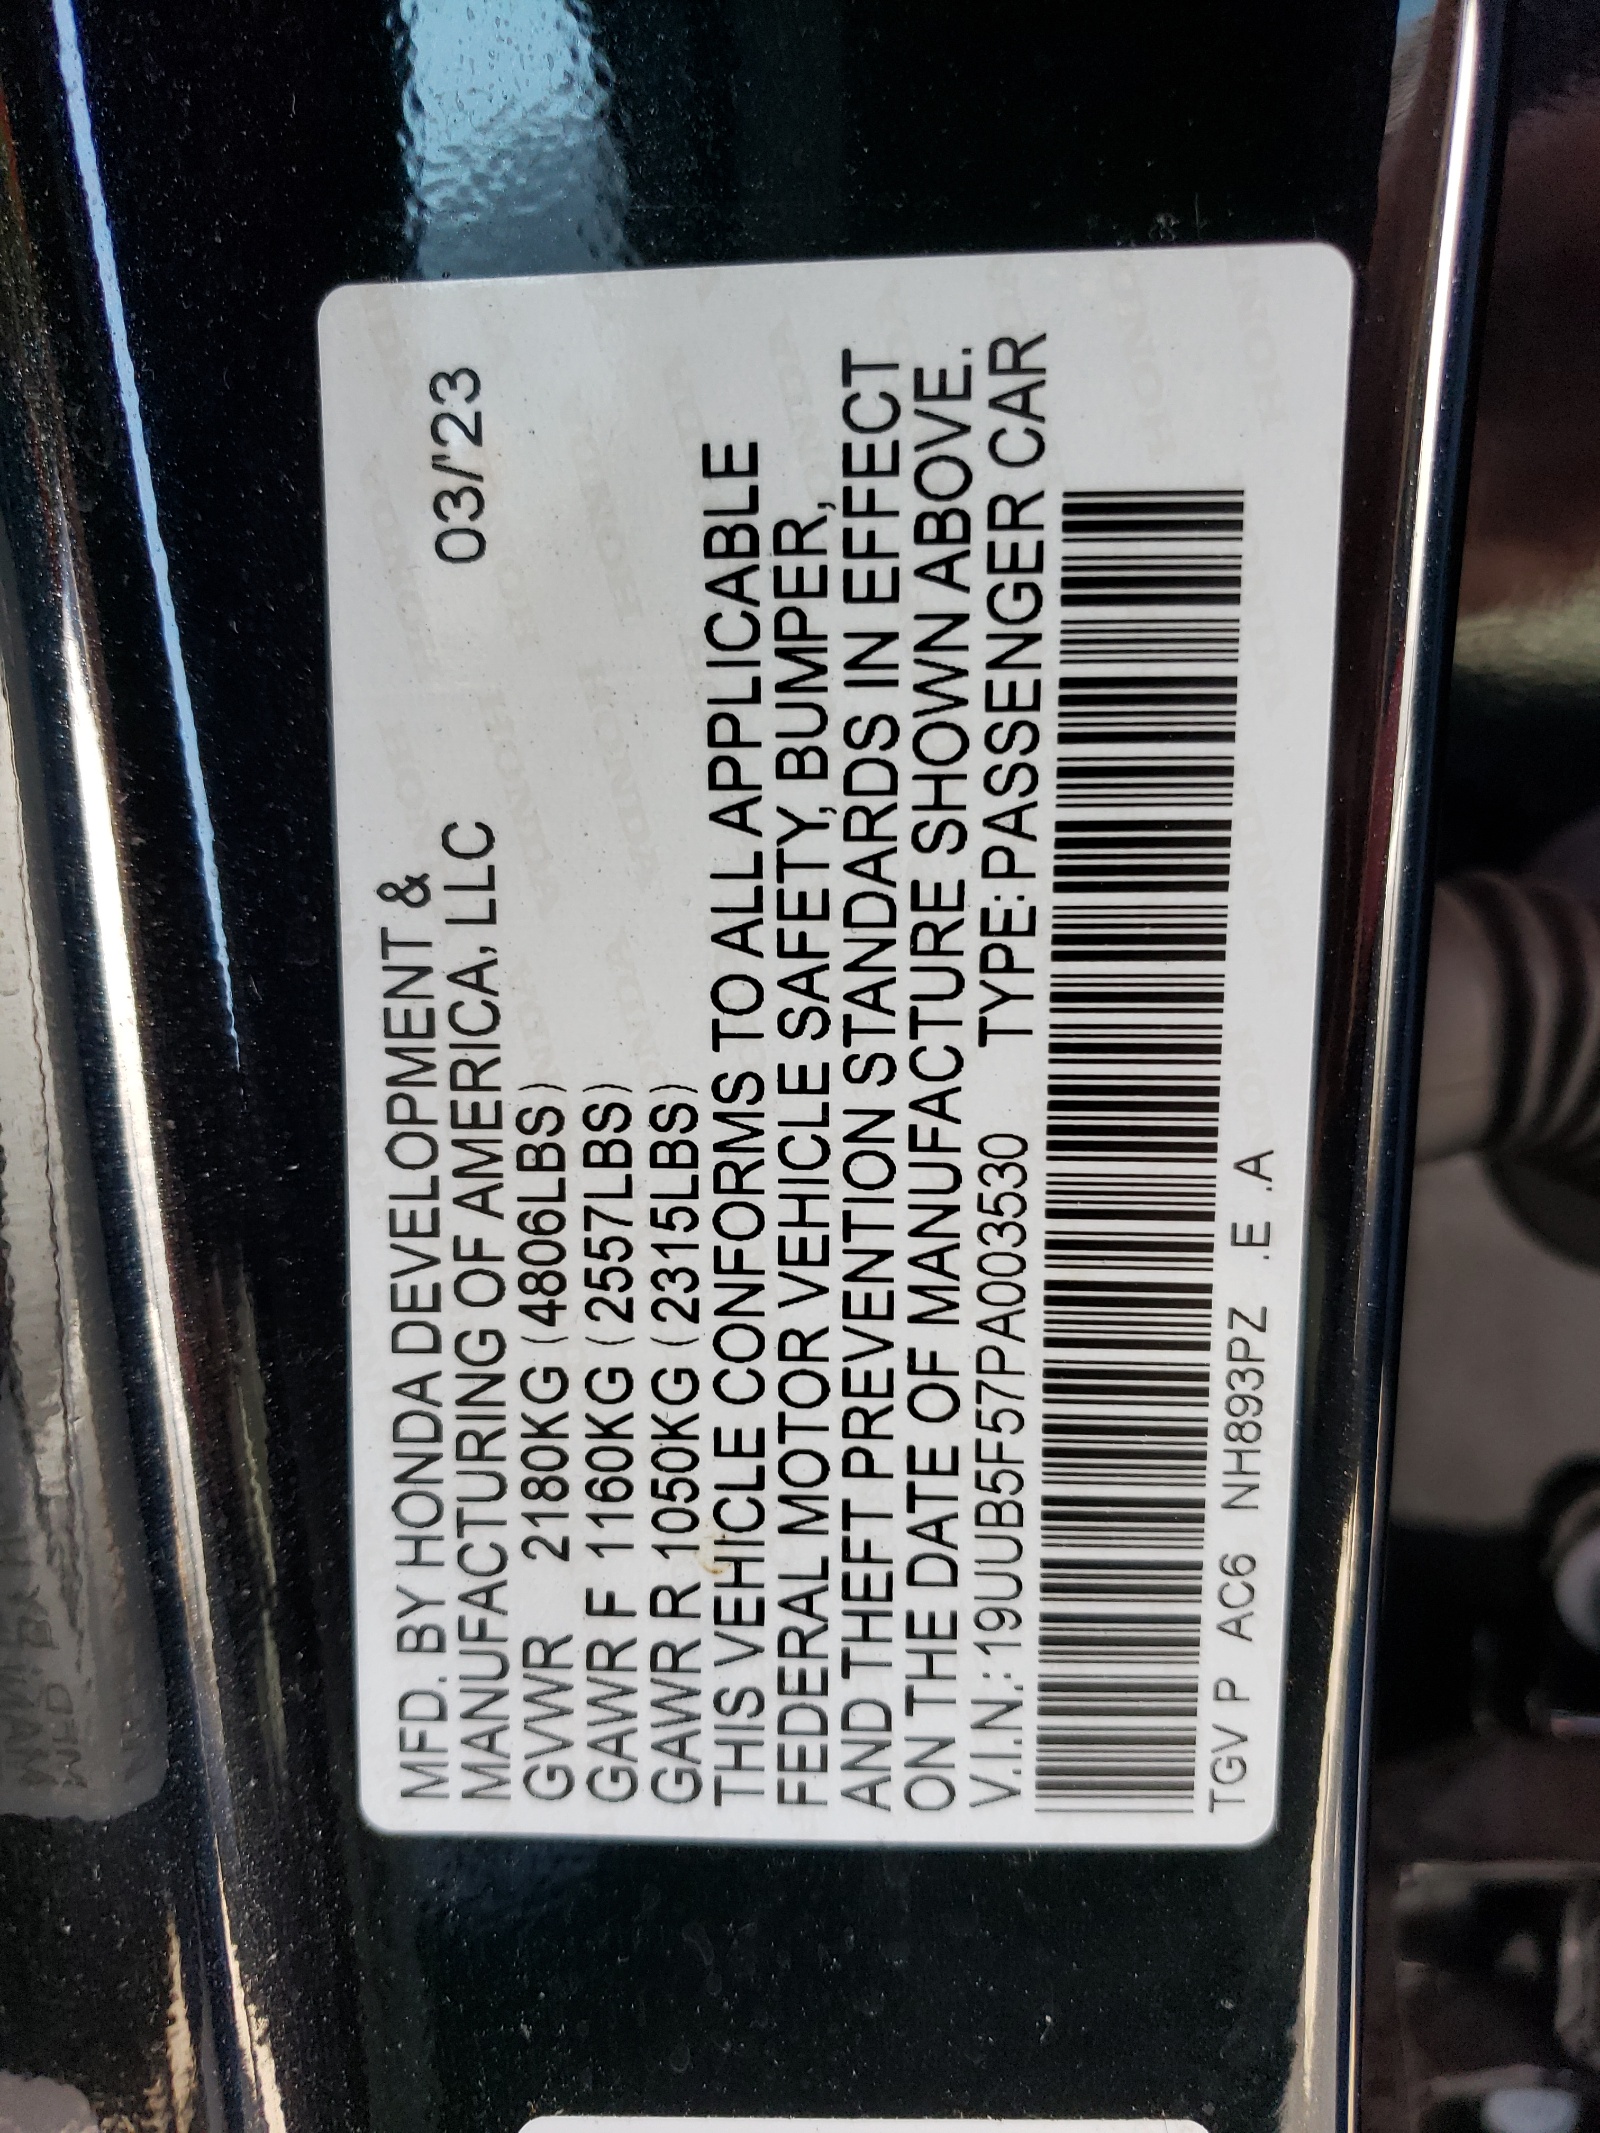 MFD. BY HONDA DEVELOPMENT &
MANUFACTURING OF AMERICA, LLC 03/'23
GVWR 2180KG (4806LBS)
GAWR F 1160KG (2557LBS)
GAWR R 1050KG (2315LBS)
THIS VEHICLE CONFORMS TO ALL APPLICABLE
FEDERAL MOTOR VEHICLE SAFETY, BUMPER,
AND THEFT PREVENTION STANDARDS IN EFFECT
ON THE DATE OF MANUFACTURE SHOWN ABOVE.
V.I.N.: 19UUB5F57PA003530 TYPE: PASSENGER CAR
TGV P AC6 NH893PZ .E .A